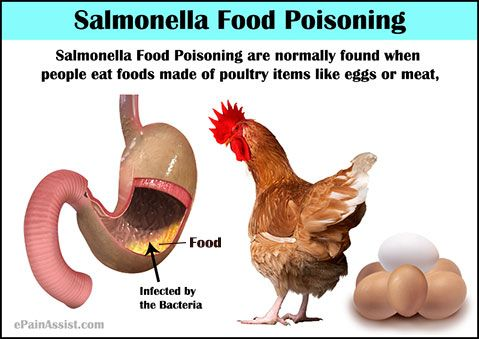 Salmonella Food Poisoning
Salmonella Food Poisoning are normally found when
people eat foods made of poultry items like eggs or meat,
Food
Infected by
the Bacteria
ePainAssist.com